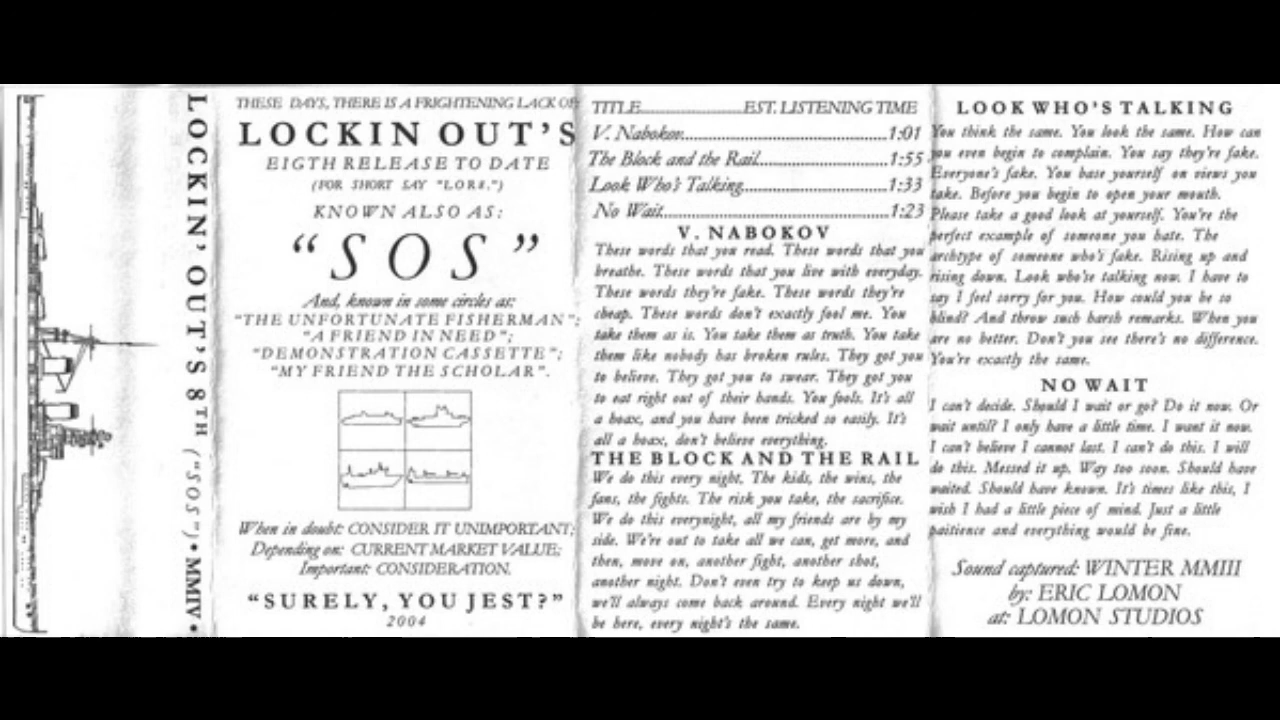 LOCKIN' OUT'S 8TH ("SOS") • MMIV •
THESE DAYS, THERE IS A FRIGHTENING LACK OF
LOCKIN OUT'S
EIGTH RELEASE TO DATE
(FOR SHORT SAY "LOR8.")
KNOWN ALSO AS:
"SOS"
And, known in some circles as:
"THE UNFORTUNATE FISHERMAN";
"A FRIEND IN NEED";
"DEMONSTRATION CASSETTE";
"MY FRIEND THE SCHOLAR".
When in doubt: CONSIDER IT UNIMPORTANT;
Depending on: CURRENT MARKET VALUE;
Important: CONSIDERATION.
"SURELY, YOU JEST?"
2004
TITLE........................EST. LISTENING TIME
V. Nabokov................................................1:01
The Block and the Rail..............................1:55
Look Who's Talking..................................1:33
No Wait.....................................................1:23
V. NABOKOV
These words that you read. These words that you
breathe. These words that you live with everyday.
These words they're fake. These words they're
cheap. These words don't exactly fool me. You
take them as is. You take them as truth. You take
them like nobody has broken rules. They got you
to believe. They got you to swear. They got you
to eat right out of their hands. You fools. It's all
a hoax, and you have been tricked so easily. It's
all a hoax, don't believe everything.
THE BLOCK AND THE RAIL
We do this every night. The kids, the wins, the
fans, the fights. The risk you take, the sacrifice.
We do this everynight, all my friends are by my
side. We're out to take all we can, get more, and
then, move on, another fight, another shot,
another night. Don't even try to keep us down,
we'll always come back around. Every night we'll
be here, every night's the same.
LOOK WHO'S TALKING
You think the same. You look the same. How can
you even begin to complain. You say they're fake.
Everyone's fake. You base yourself on views you
take. Before you begin to open your mouth.
Please take a good look at yourself. You're the
perfect example of someone you hate. The
archtype of someone who's fake. Rising up and
rising down. Look who'se talking now. I have to
say I feel sorry for you. How could you be so
blind? And throw such harsh remarks. When you
are no better. Don't you see there's no difference.
You're exactly the same.
NO WAIT
I can't decide. Should I wait or go? Do it now. Or
wait until? I only have a little time. I want it now.
I can't believe I cannot last. I can't do this. I will
do this. Messed it up. Way too soon. Should have
waited. Should have known. It's times like this, I
wish I had a little piece of mind. Just a little
paitience and everything would be fine.
Sound captured: WINTER MMIII
by: ERIC LOMON
at: LOMON STUDIOS